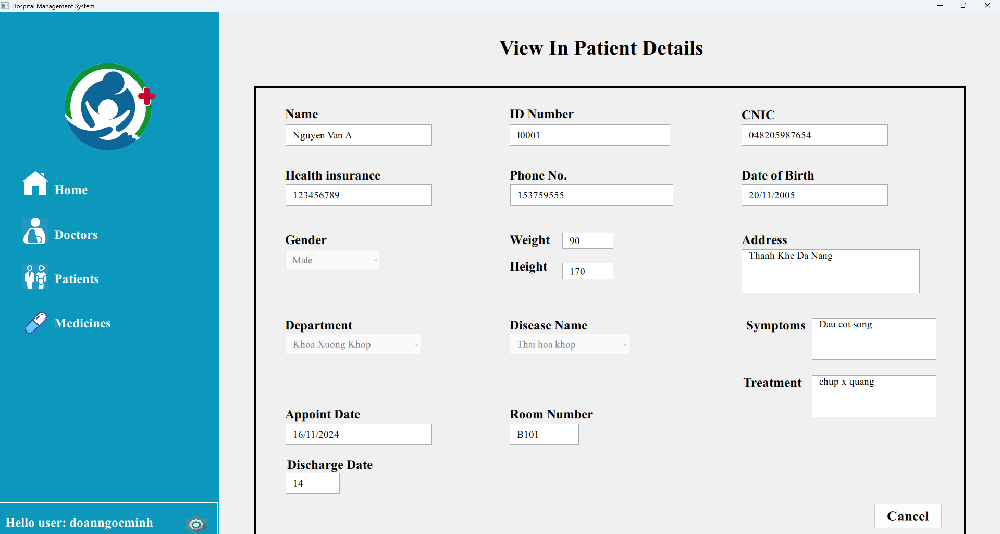 Hospital Management System
View In Patient Details
Home
Doctors
Patients
Medicines
Hello user: doanngocminh
Name
ID Number
CNIC
Nguyen Van A
I0001
048205987654
Health insurance
Phone No.
Date of Birth
123456789
153759555
20/11/2005
Gender
Male
Weight
90
Height
170
Address
Thanh Khe Da Nang
Department
Disease Name
Khoa Xuong Khop
Thai hoa khop
Symptoms
Dau cot song
Treatment
chup x quang
Appoint Date
Room Number
16/11/2024
B101
Discharge Date
14
Cancel